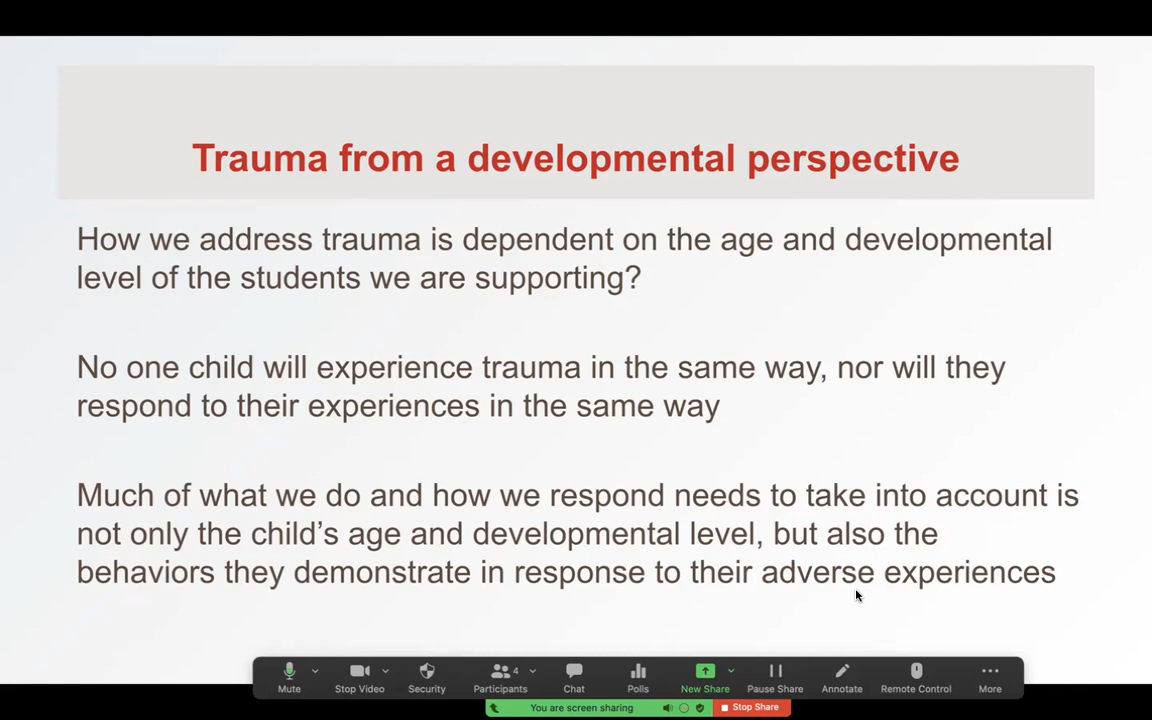 Trauma from a developmental perspective
How we address trauma is dependent on the age and developmental
level of the students we are supporting?
No one child will experience trauma in the same way, nor will they
respond to their experiences in the same way
Much of what we do and how we respond needs to take into account is
not only the child’s age and developmental level, but also the
behaviors they demonstrate in response to their adverse experiences
4
Mute Stop Video Security Participants Chat Polls New Share Pause Share Annotate Remote Control More
You are screen sharing Stop Share